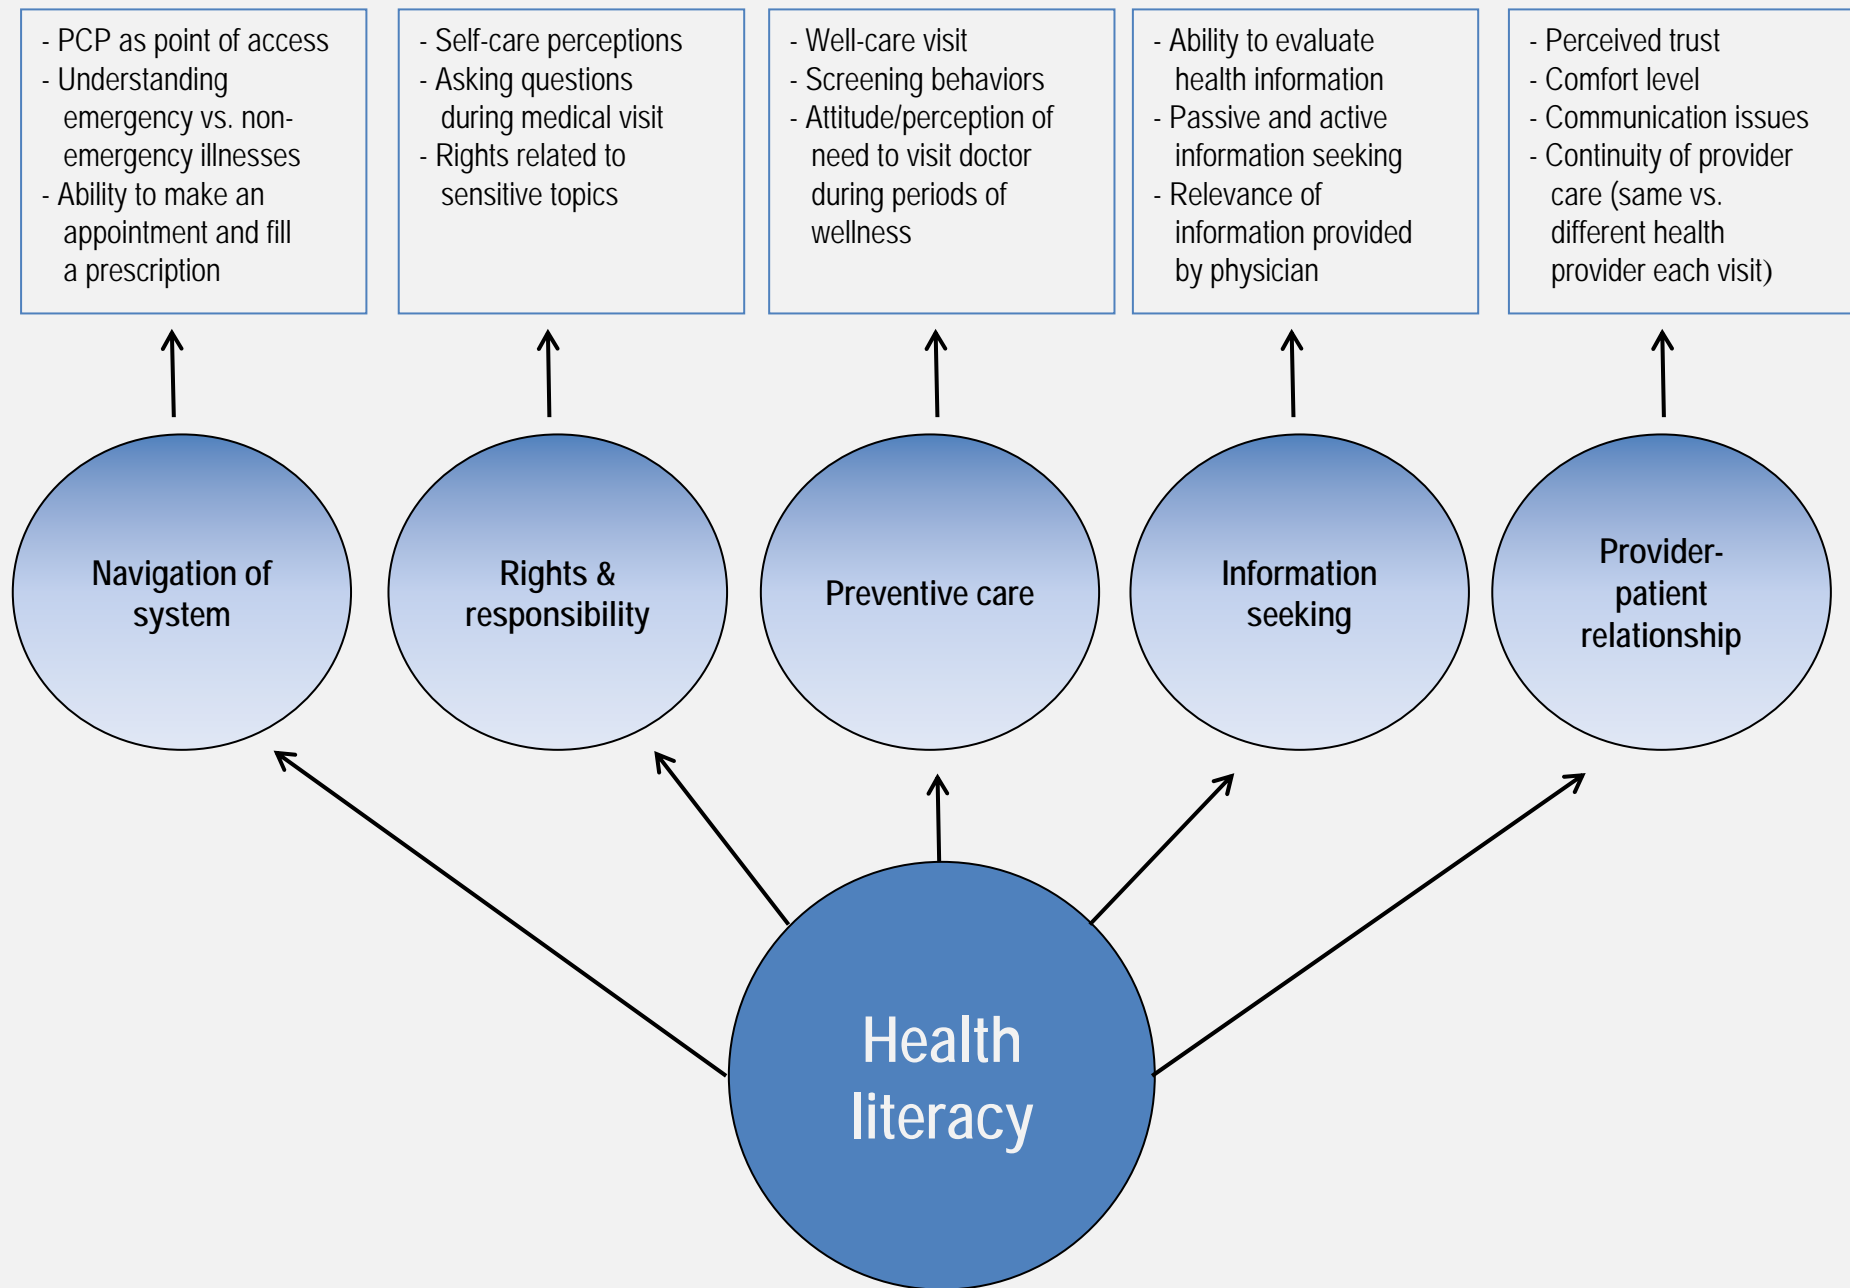 - PCP as point of access
- Understanding
emergency vs. non-
emergency illnesses
- Ability to make an
appointment and fill
a prescription
- Self-care perceptions
- Asking questions
during medical visit
- Rights related to
sensitive topics
- Well-care visit
- Screening behaviors
- Attitude/perception of
need to visit doctor
during periods of
wellness
- Ability to evaluate
health information
- Passive and active
information seeking
- Relevance of
information provided
by physician
- Perceived trust
- Comfort level
- Communication issues
- Continuity of provider
care (same vs.
different health
provider each visit)
Navigation of
system
Rights &
responsibility
Preventive care
Information
seeking
Provider-
patient
relationship
Health
literacy